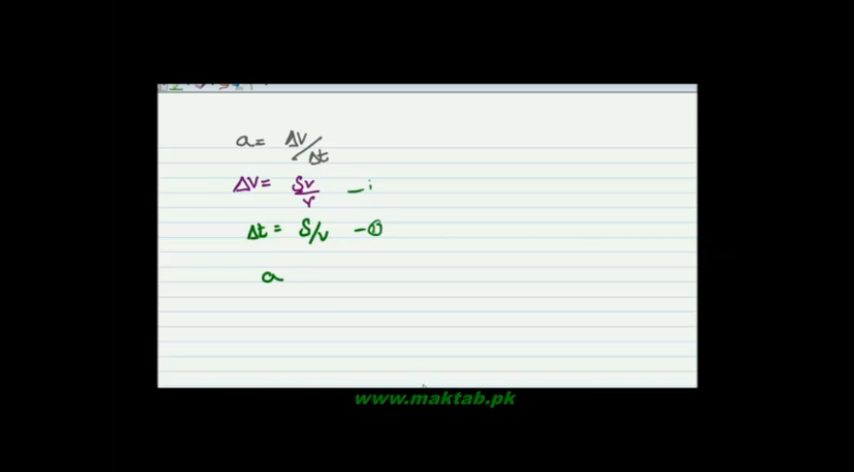 a = Δv/Δt
Δv = Sv/r - i
Δt = S/v - ii
a
www.maktab.pk